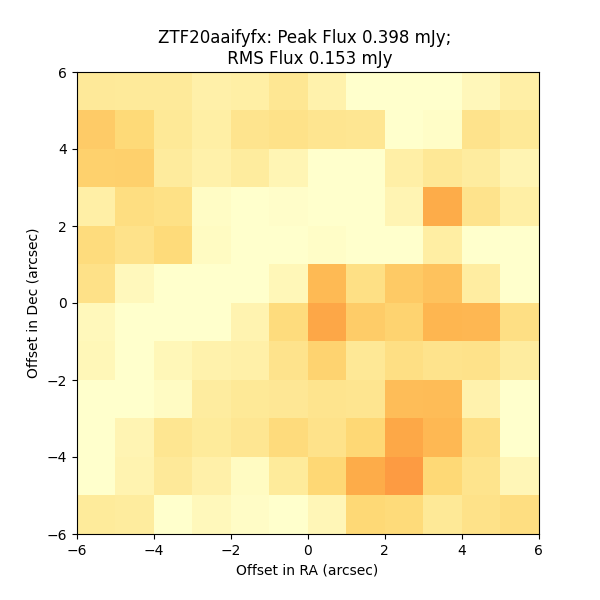 ZTF20aaifyfx: Peak Flux 0.398 mJy;
RMS Flux 0.153 mJy
6
4
2
0
−2
−4
−6
Offset in Dec (arcsec)
−6 −4 −2 0 2 4 6
Offset in RA (arcsec)